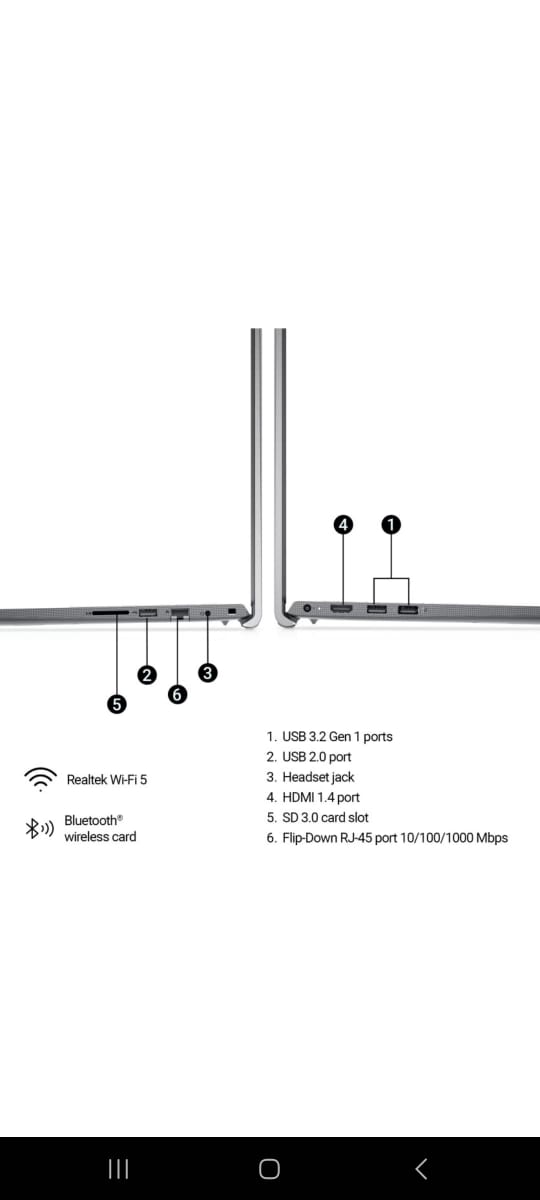 4 1
2 3
6
5
1. USB 3.2 Gen 1 ports
2. USB 2.0 port
3. Headset jack
4. HDMI 1.4 port
5. SD 3.0 card slot
6. Flip-Down RJ-45 port 10/100/1000 Mbps
Realtek Wi-Fi 5
Bluetooth®
wireless card